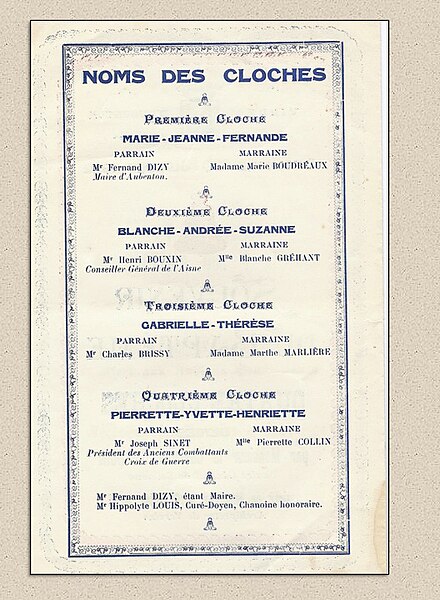 NOMS DES CLOCHES
PREMIÈRE CLOCHE
MARIE-JEANNE-FERNANDE
PARRAIN MARRAINE
Mr Fernand DIZY Madame Marie BOUDRÉAUX
Maire d'Aubenton.
DEUXIÈME CLOCHE
BLANCHE-ANDRÉE-SUZANNE
PARRAIN MARRAINE
Mr Henri BOUXIN Mlle Blanche GRÉHANT
Conseiller Général de l'Aisne
TROISIÈME CLOCHE
GABRIELLE-THÉRÈSE
PARRAIN MARRAINE
Mr Charles BRISSY Madame Marthe MARLIÈRE
QUATRIÈME CLOCHE
PIERRETTE-YVETTE-HENRIETTE
PARRAIN MARRAINE
Mr Joseph SINET Mlle Pierrette COLLIN
Président des Anciens Combattants
Croix de Guerre
Mr Fernand DIZY, étant Maire.
Mr Hippolyte LOUIS, Curé-Doyen, Chanoine honoraire.